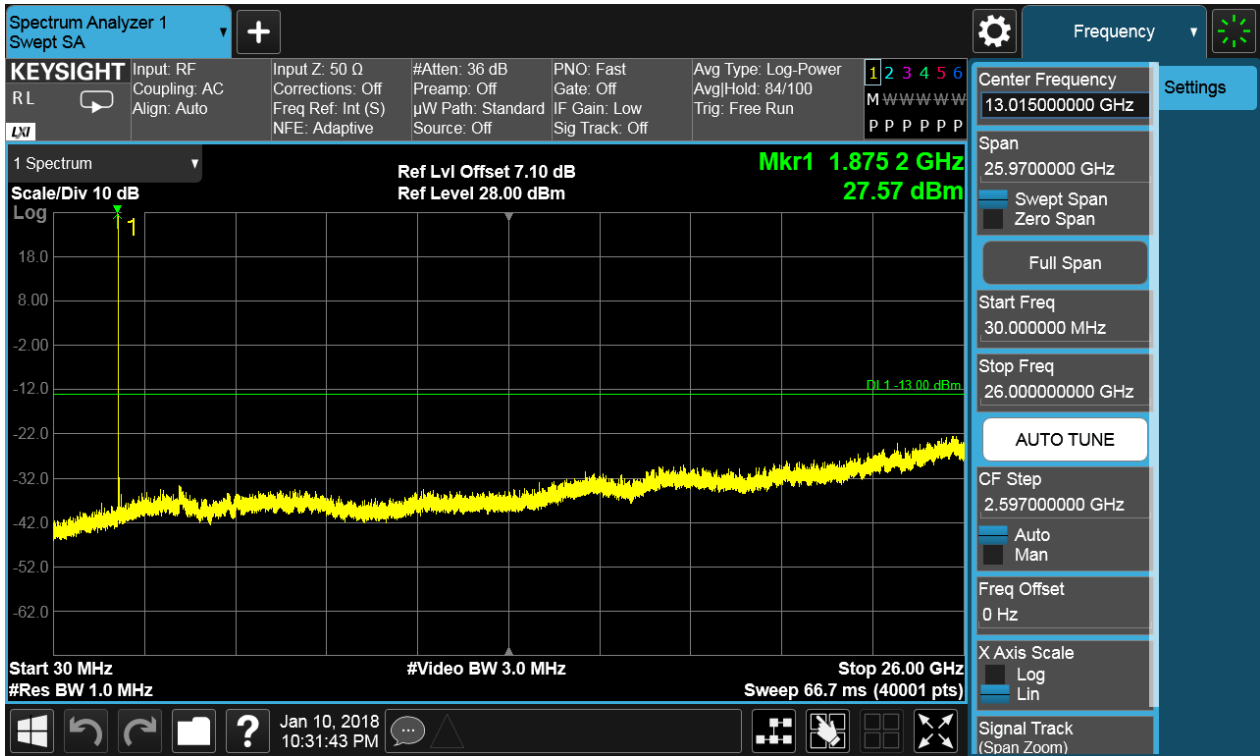 Spectrum Analyzer 1
Swept SA
+
Frequency
KEYSIGHT
RL
LXI
Input: RF
Coupling: AC
Align: Auto
Input Z: 50 Ω
Corrections: Off
Freq Ref: Int (S)
NFE: Adaptive
#Atten: 36 dB
Preamp: Off
µW Path: Standard
Source: Off
PNO: Fast
Gate: Off
IF Gain: Low
Sig Track: Off
Avg Type: Log-Power
Avg|Hold: 84/100
Trig: Free Run
1 2 3 4 5 6
M W W W W W
P P P P P P
1 Spectrum
Scale/Div 10 dB
Ref Lvl Offset 7.10 dB
Ref Level 28.00 dBm
Mkr1 1.875 2 GHz
27.57 dBm
Log
1
18.0
8.00
-2.00
-12.0
DL1 -13.00 dBm
-22.0
-32.0
-42.0
-52.0
-62.0
Start 30 MHz
#Video BW 3.0 MHz
Stop 26.00 GHz
#Res BW 1.0 MHz
Sweep 66.7 ms (40001 pts)
Center Frequency
13.015000000 GHz
Span
25.9700000 GHz
Swept Span
Zero Span
Full Span
Start Freq
30.000000 MHz
Stop Freq
26.000000000 GHz
AUTO TUNE
CF Step
2.597000000 GHz
Auto
Man
Freq Offset
0 Hz
X Axis Scale
Log
Lin
Signal Track
(Span Zoom)
Settings
?
Jan 10, 2018
10:31:43 PM